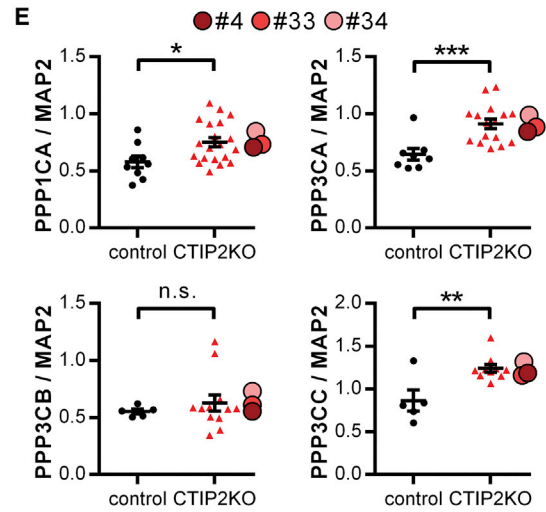 E
#4 #33 #34
PPP1CA / MAP2
1.5
1.0
0.5
0.0
*
control CTIP2KO
PPP3CA / MAP2
1.5
1.0
0.5
0.0
***
control CTIP2KO
PPP3CB / MAP2
1.5
1.0
0.5
0.0
n.s.
control CTIP2KO
PPP3CC / MAP2
2.0
1.5
1.0
0.5
0.0
**
control CTIP2KO